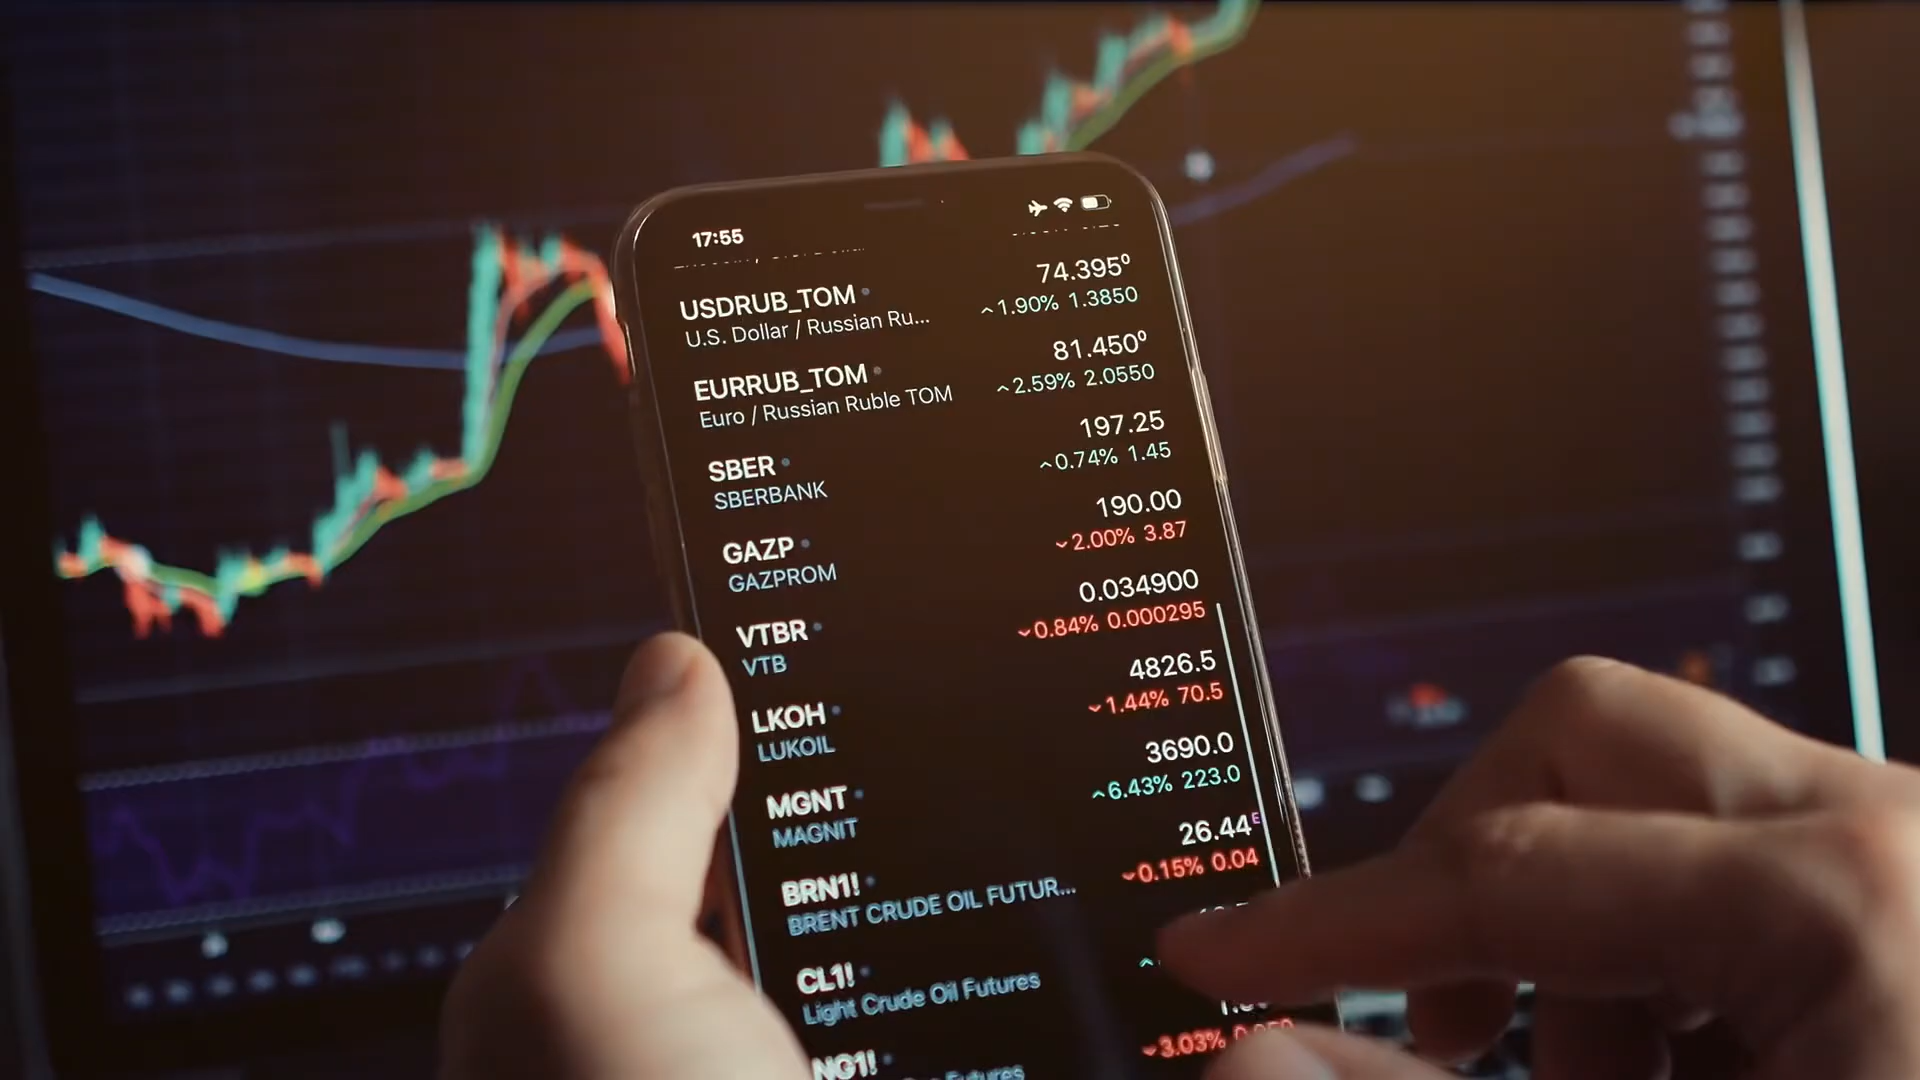 17:55
USDRUB_TOM 74.395⁰
U.S. Dollar / Russian Ru... 1.90% 1.3850
EURRUB_TOM 81.450⁰
Euro / Russian Ruble TOM 2.59% 2.0550
SBER 197.25
SBERBANK 0.74% 1.45
GAZP 190.00
GAZPROM 2.00% 3.87
VTBR 0.034900
VTB 0.84% 0.000295
LKOH 4826.5
LUKOIL 1.44% 70.5
MGNT 3690.0
MAGNIT 6.43% 223.0
BRN1! 26.44ᴱ
BRENT CRUDE OIL FUTUR... 0.15% 0.04
CL1!
Light Crude Oil Futures
NG1!
Futures 3.03%